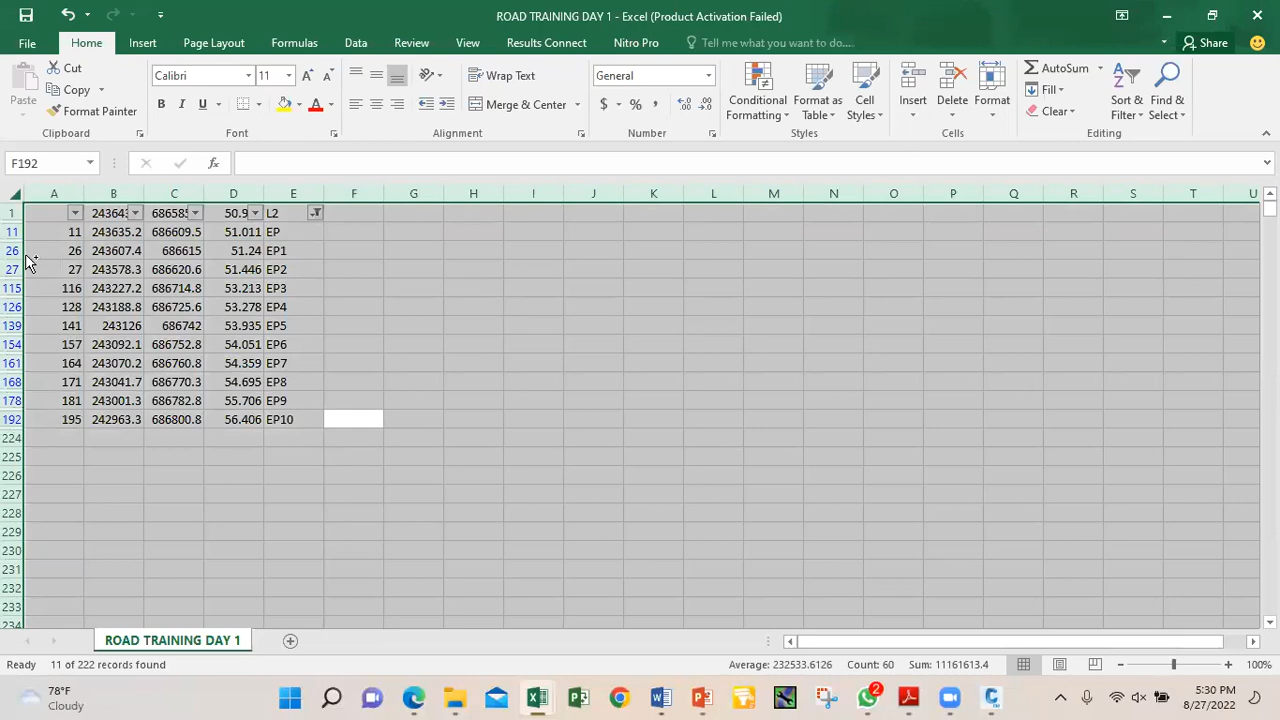 ROAD TRAINING DAY 1 - Excel (Product Activation Failed)
File Home Insert Page Layout Formulas Data Review View Results Connect Nitro Pro Tell me what you want to do... Share
Paste Cut Copy Format Painter Clipboard
Calibri 11 B I U A Font
Wrap Text Merge & Center Alignment
General $ % Number
Conditional Formatting Format as Table Cell Styles Styles
Insert Delete Format Cells
AutoSum Fill Clear Sort & Filter Find & Select Editing
F192 fx
A B C D E F G H I J K L M N O P Q R S T U
1 24364 68658 50.9 L2
11 11 243635.2 686609.5 51.011 EP
26 26 243607.4 686615 51.24 EP1
27 27 243578.3 686620.6 51.446 EP2
115 116 243227.2 686714.8 53.213 EP3
126 128 243188.8 686725.6 53.278 EP4
139 141 243126 686742 53.935 EP5
154 157 243092.1 686752.8 54.051 EP6
161 164 243070.2 686760.8 54.359 EP7
168 171 243041.7 686770.3 54.695 EP8
178 181 243001.3 686782.8 55.706 EP9
192 195 242963.3 686800.8 56.406 EP10
224
225
226
227
228
229
230
231
232
233
234
ROAD TRAINING DAY 1
Ready 11 of 222 records found Average: 232533.6126 Count: 60 Sum: 11161613.4 100%
78°F
Cloudy
2
5:30 PM
8/27/2022